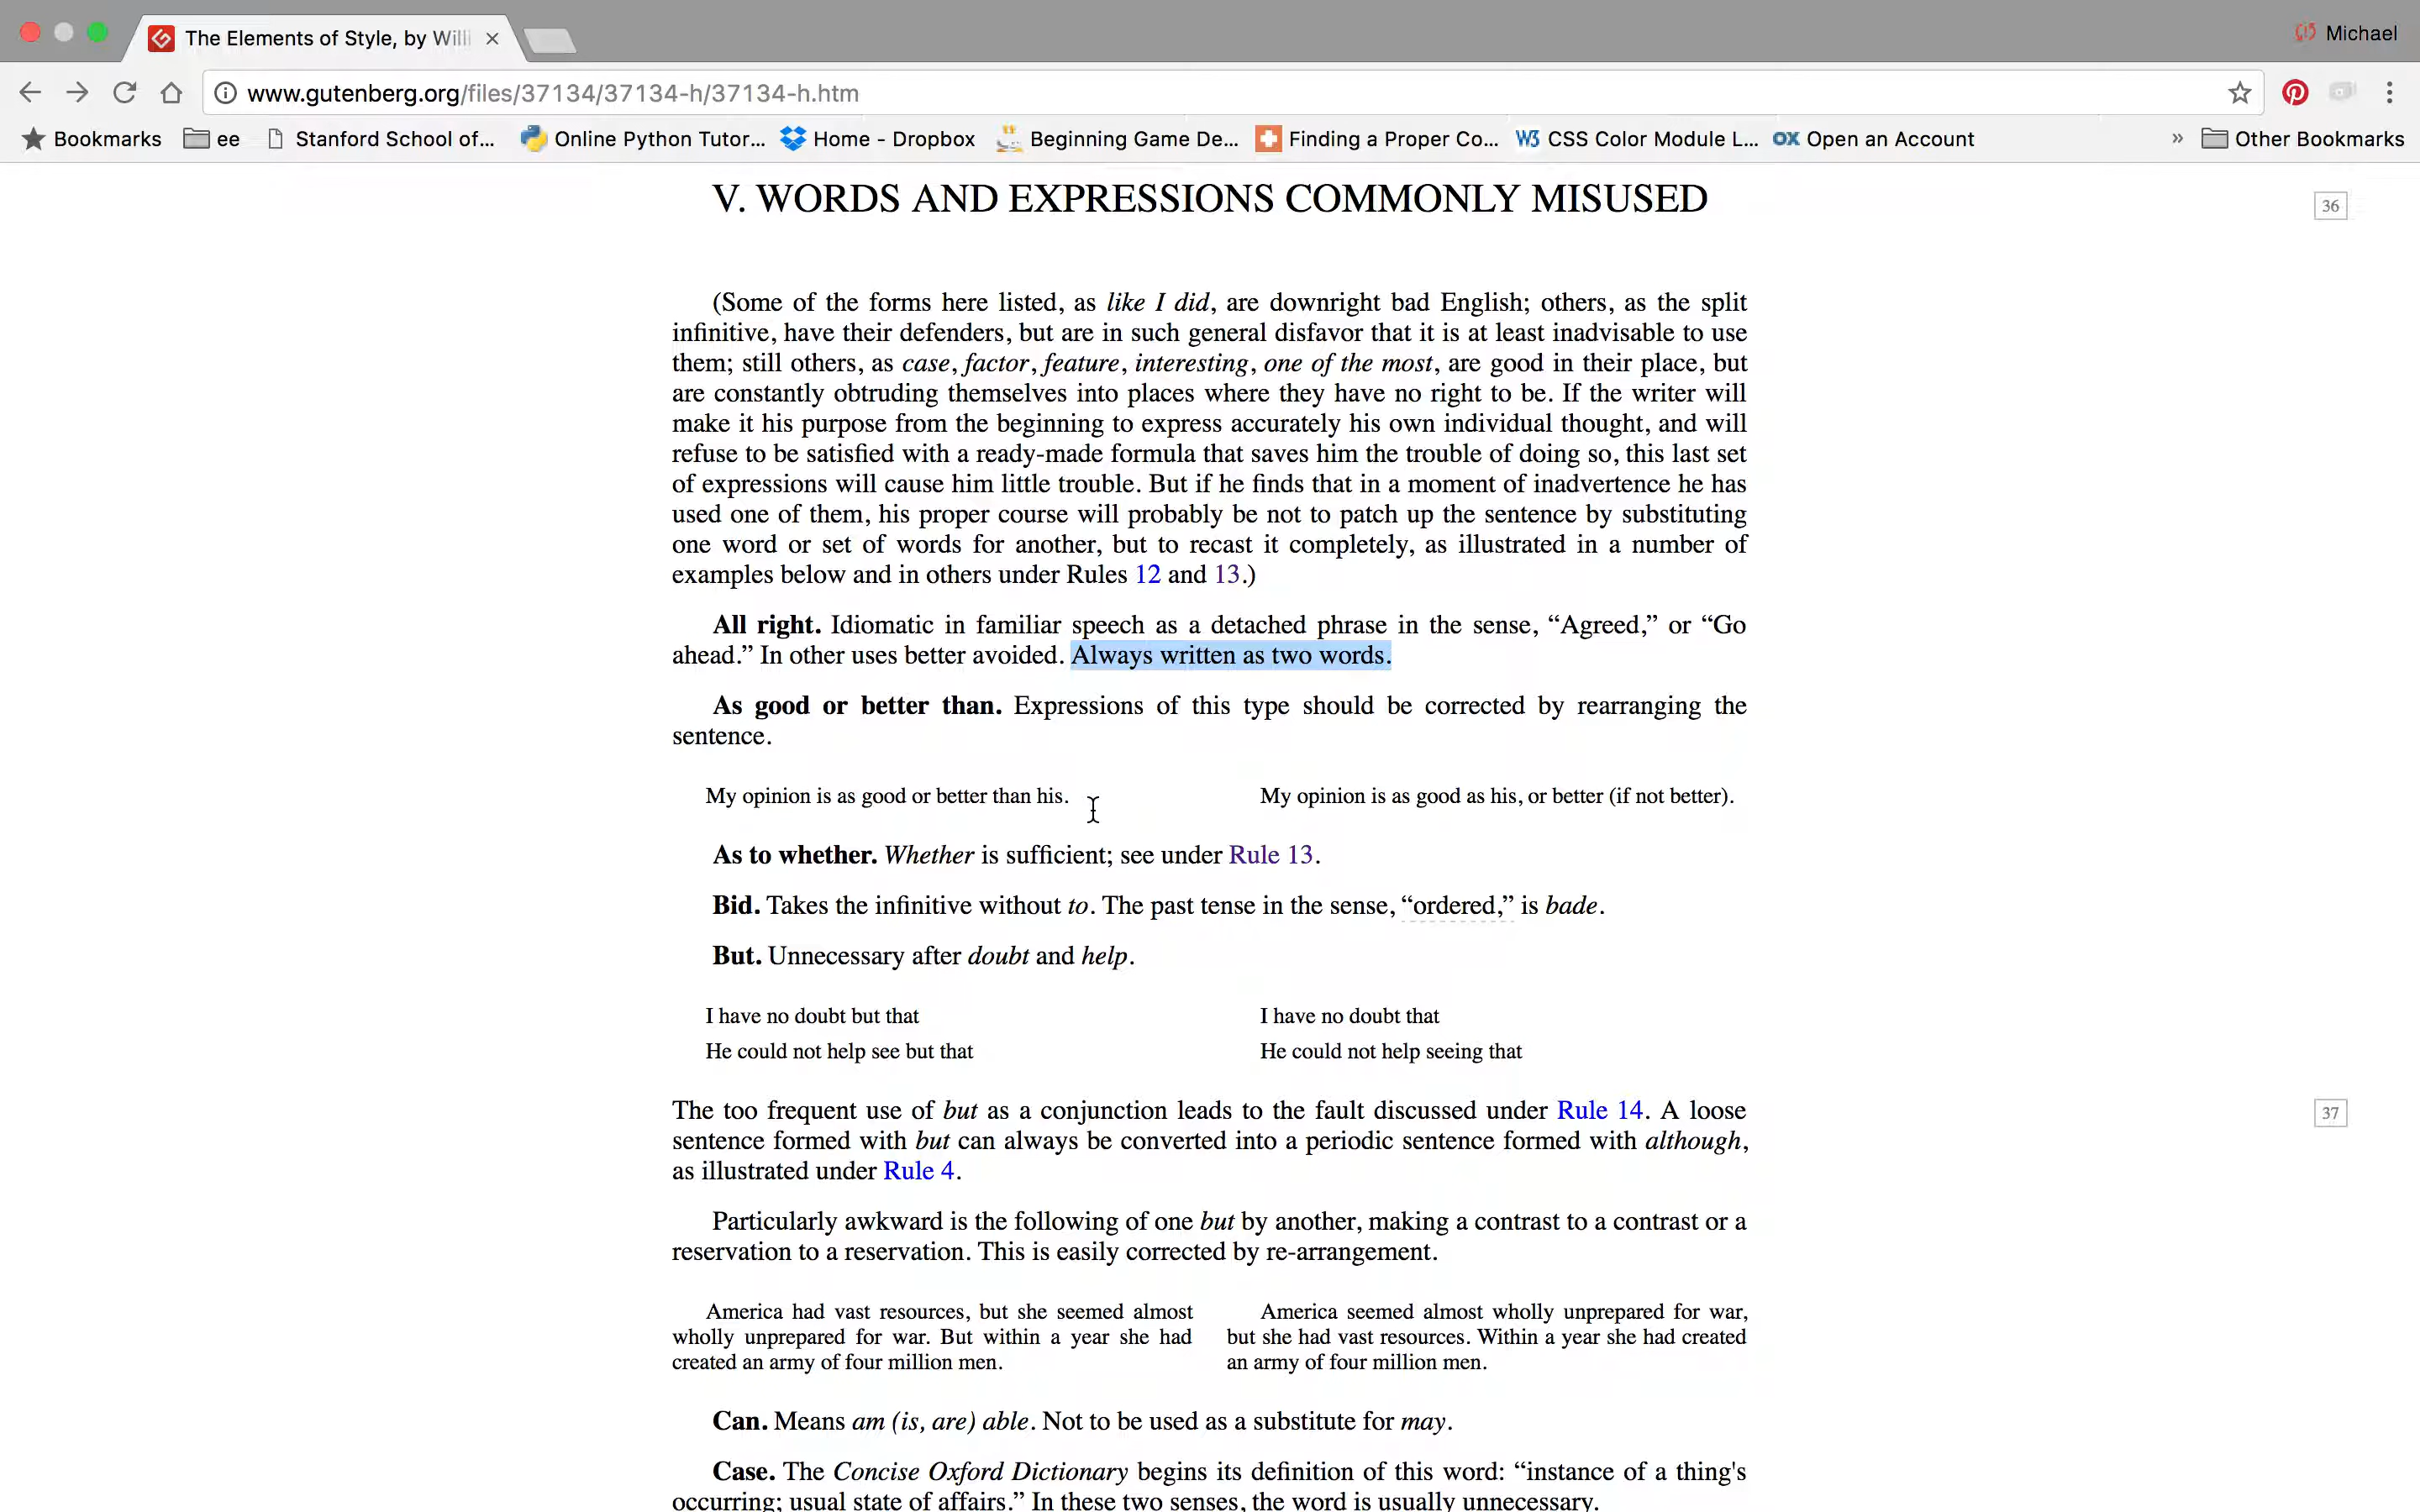 The Elements of Style, by Willi
Michael
www.gutenberg.org/files/37134/37134-h/37134-h.htm
Bookmarks ee Stanford School of... Online Python Tutor... Home - Dropbox Beginning Game De... Finding a Proper Co... W3 CSS Color Module L... OX Open an Account » Other Bookmarks
V. WORDS AND EXPRESSIONS COMMONLY MISUSED
36
(Some of the forms here listed, as like I did, are downright bad English; others, as the split
infinitive, have their defenders, but are in such general disfavor that it is at least inadvisable to use
them; still others, as case, factor, feature, interesting, one of the most, are good in their place, but
are constantly obtruding themselves into places where they have no right to be. If the writer will
make it his purpose from the beginning to express accurately his own individual thought, and will
refuse to be satisfied with a ready-made formula that saves him the trouble of doing so, this last set
of expressions will cause him little trouble. But if he finds that in a moment of inadvertence he has
used one of them, his proper course will probably be not to patch up the sentence by substituting
one word or set of words for another, but to recast it completely, as illustrated in a number of
examples below and in others under Rules 12 and 13.)
All right. Idiomatic in familiar speech as a detached phrase in the sense, “Agreed,” or “Go
ahead.” In other uses better avoided. Always written as two words.
As good or better than. Expressions of this type should be corrected by rearranging the
sentence.
My opinion is as good or better than his.
My opinion is as good as his, or better (if not better).
As to whether. Whether is sufficient; see under Rule 13.
Bid. Takes the infinitive without to. The past tense in the sense, “ordered,” is bade.
But. Unnecessary after doubt and help.
I have no doubt but that
I have no doubt that
He could not help see but that
He could not help seeing that
The too frequent use of but as a conjunction leads to the fault discussed under Rule 14. A loose
37
sentence formed with but can always be converted into a periodic sentence formed with although,
as illustrated under Rule 4.
Particularly awkward is the following of one but by another, making a contrast to a contrast or a
reservation to a reservation. This is easily corrected by re-arrangement.
America had vast resources, but she seemed almost
wholly unprepared for war. But within a year she had
created an army of four million men.
America seemed almost wholly unprepared for war,
but she had vast resources. Within a year she had created
an army of four million men.
Can. Means am (is, are) able. Not to be used as a substitute for may.
Case. The Concise Oxford Dictionary begins its definition of this word: “instance of a thing's
occurring; usual state of affairs.” In these two senses, the word is usually unnecessary.